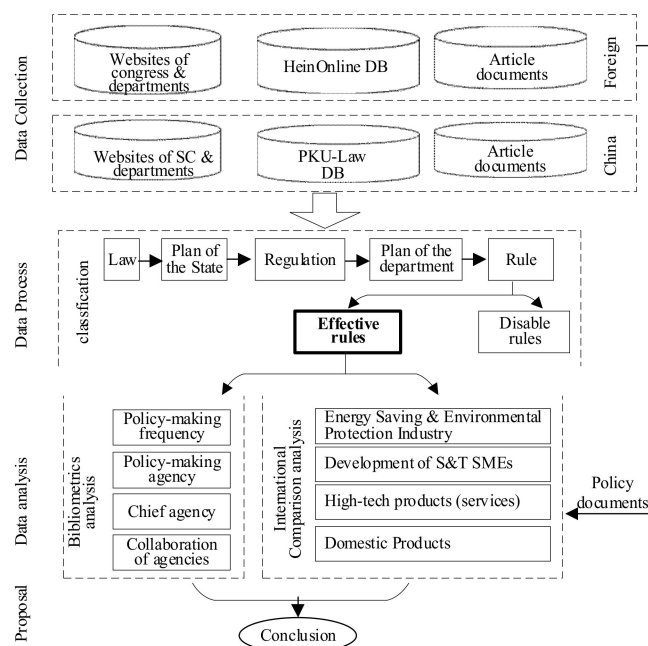 Data Collection
Websites of
congress &
departments
HeinOnline DB
Article
documents
Foreign
Websites of SC &
departments
PKU-Law
DB
Article
documents
China
Data Process
classfication
Law
Plan of
the State
Regulation
Plan of the
department
Rule
Effective
rules
Disable
rules
Data analysis
Bibliometrics
analysis
Policy-making
frequency
Policy-making
agency
Chief agency
Collaboration
of agencies
International
Comparison analysis
Energy Saving & Environmental
Protection Industry
Development of S&T SMEs
High-tech products (services)
Domestic Products
Policy
documents
Proposal
Conclusion